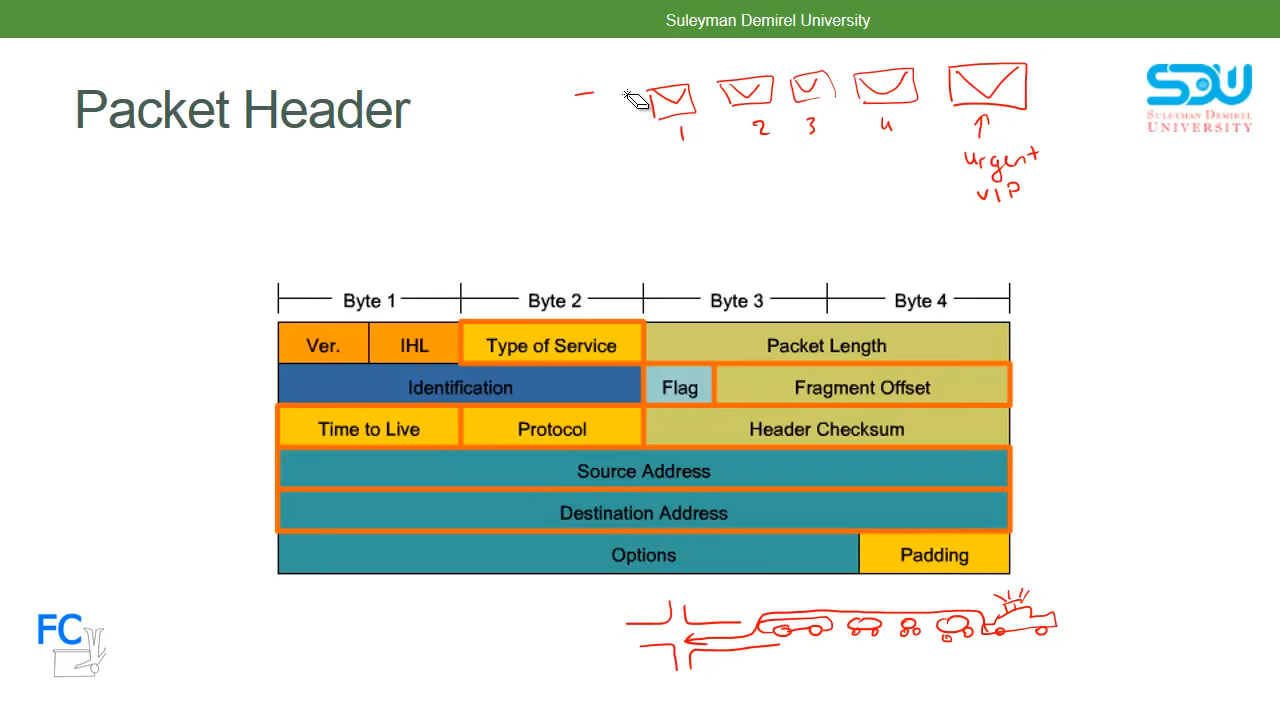 Suleyman Demirel University
Packet Header
1 2 3 4
urgent
VIP
SDU
SULEYMAN DEMIREL
UNIVERSITY
Byte 1 Byte 2 Byte 3 Byte 4
Ver. IHL Type of Service Packet Length
Identification Flag Fragment Offset
Time to Live Protocol Header Checksum
Source Address
Destination Address
Options Padding
FC